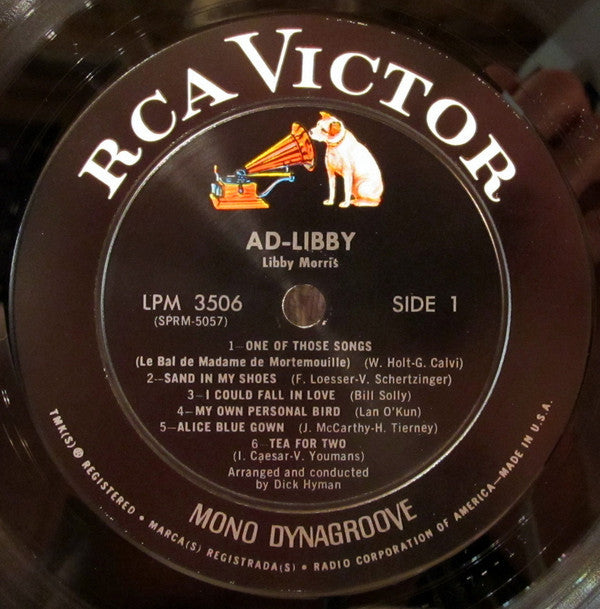 RCA VICTOR
AD-LIBBY
Libby Morris
LPM 3506
(SPRM-5057)
SIDE 1
1—ONE OF THOSE SONGS
(Le Bal de Madame de Mortemouille) (W. Holt-G. Calvi)
2—SAND IN MY SHOES (F. Loesser-V. Schertzinger)
3—I COULD FALL IN LOVE (Bill Solly)
4—MY OWN PERSONAL BIRD (Lan O'Kun)
5—ALICE BLUE GOWN (J. McCarthy-H. Tierney)
6—TEA FOR TWO
(I. Caesar-V. Youmans)
Arranged and conducted
by Dick Hyman
MONO DYNAGROOVE
TMK(S) ® REGISTERED • MARCA(S) REGISTRADA(S) • RADIO CORPORATION OF AMERICA—MADE IN U.S.A.